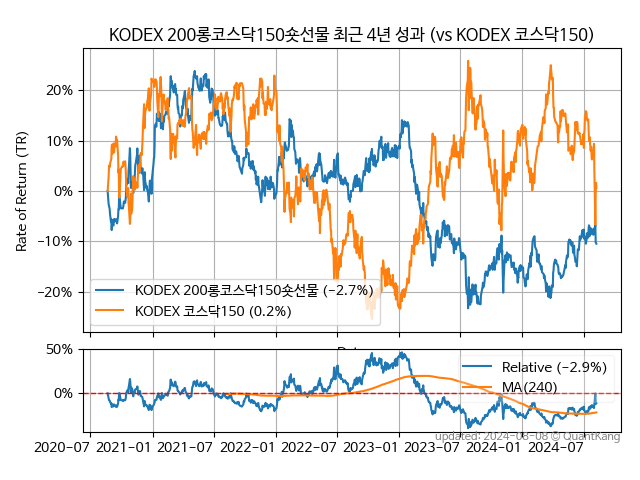 KODEX 200롱코스닥150숏선물 최근 4년 성과 (vs KODEX 코스닥150)
Rate of Return (TR)
20%
10%
0%
−10%
−20%
KODEX 200롱코스닥150숏선물 (−2.7%)
KODEX 코스닥150 (0.2%)
50%
0%
Relative (−2.9%)
MA(240)
2020-07 2021-01 2021-07 2022-01 2022-07 2023-01 2023-07 2024-01 2024-07
updated: 2024-08-08 © QuantKang